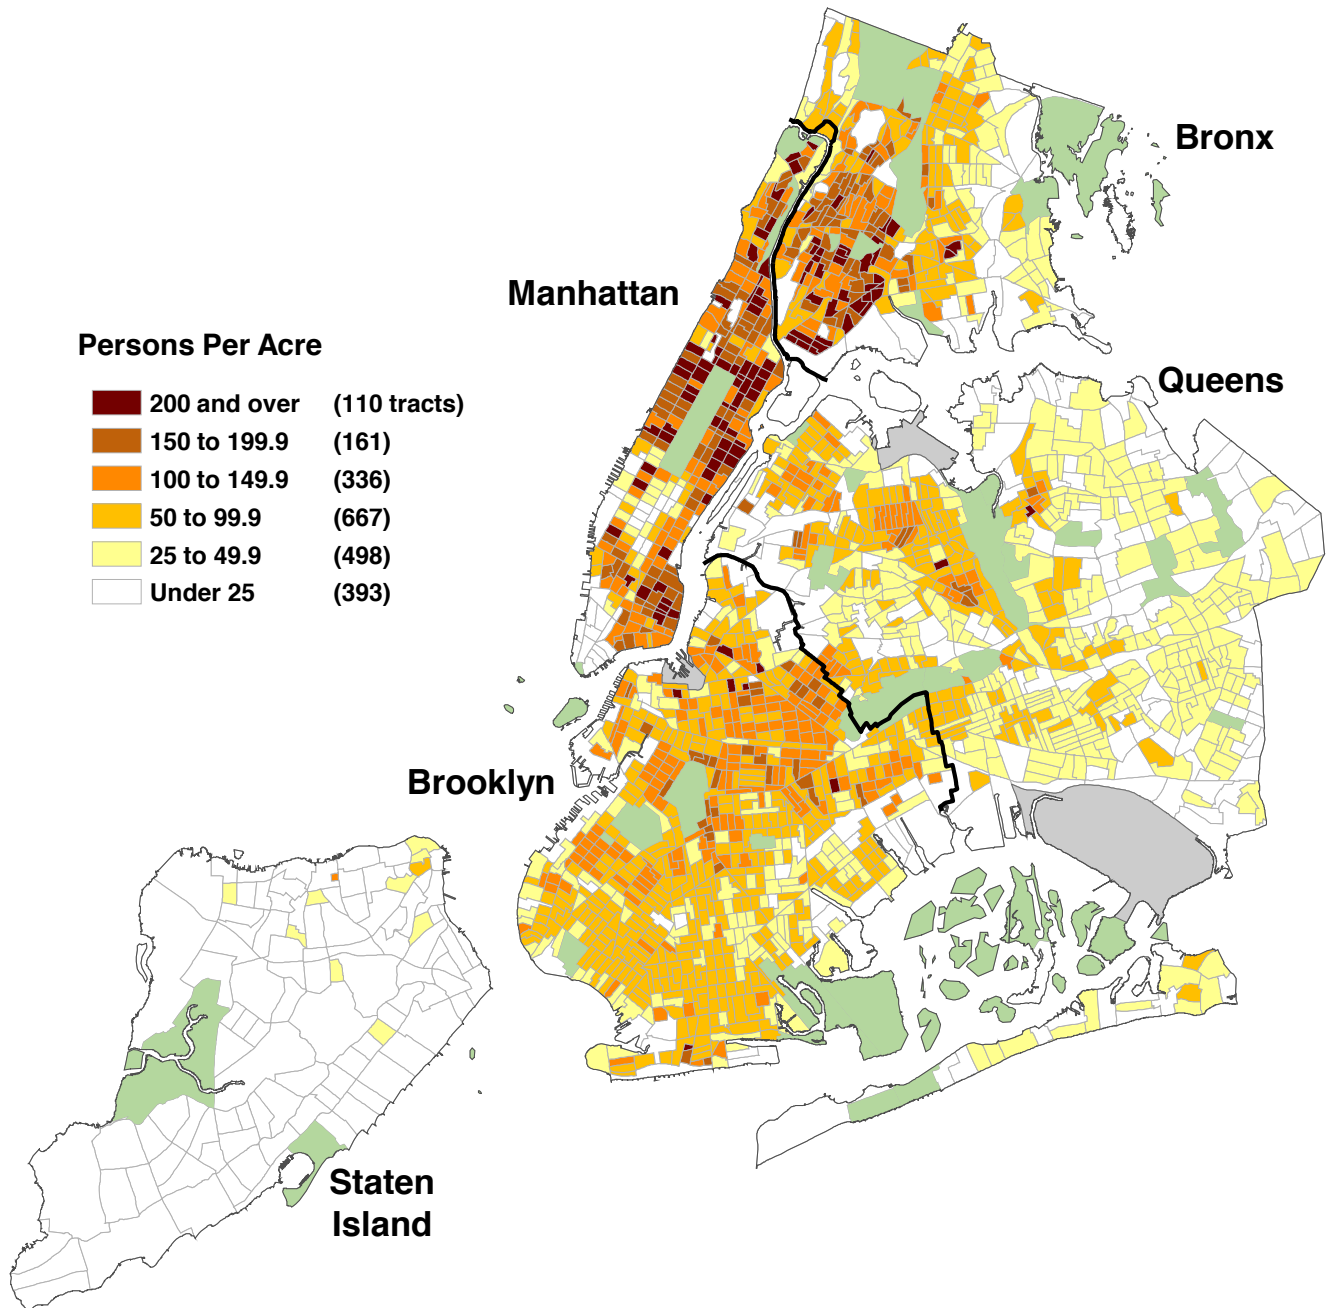 Bronx
Manhattan
Persons Per Acre
Queens
200 and over (110 tracts)
150 to 199.9 (161)
100 to 149.9 (336)
50 to 99.9 (667)
25 to 49.9 (498)
Under 25 (393)
Brooklyn
Staten
Island